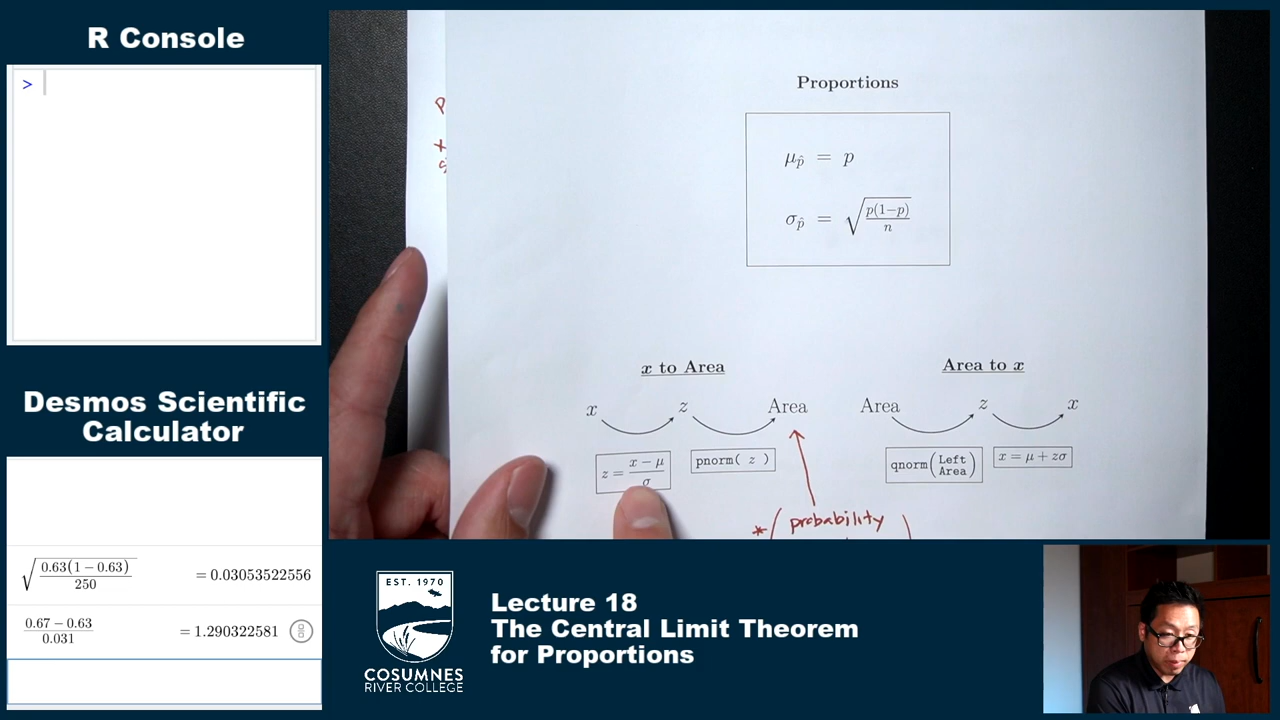 R Console
>
Desmos Scientific
Calculator
√(0.63(1 − 0.63)/250) = 0.03053522556
(0.67 − 0.63)/0.031 = 1.290322581
Proportions
μ_p̂ = p
σ_p̂ = √(p(1−p)/n)
x to Area
x z Area
z = (x − μ)/σ
pnorm( z )
Area to x
Area z x
qnorm(Left Area)
x = μ + zσ
* ( probability )
EST. 1970
COSUMNES
RIVER COLLEGE
Lecture 18
The Central Limit Theorem
for Proportions